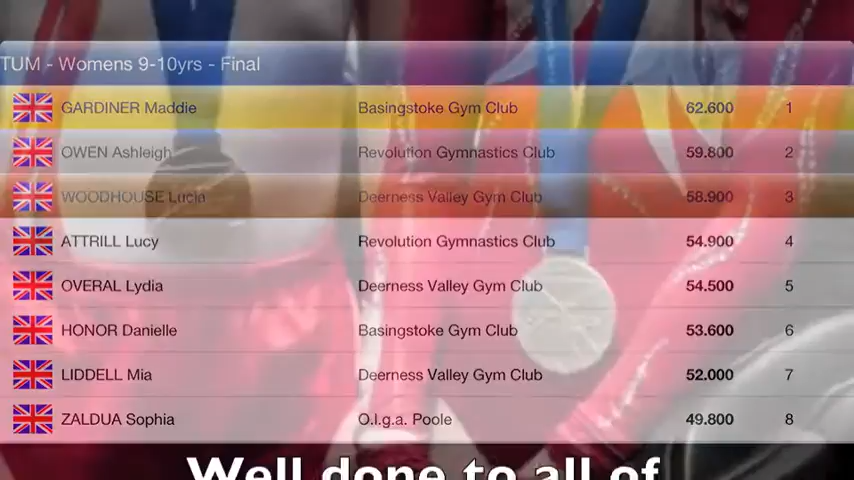 TUM - Womens 9-10yrs - Final
GARDINER Maddie Basingstoke Gym Club 62.600 1
OWEN Ashleigh Revolution Gymnastics Club 59.800 2
WOODHOUSE Lucia Deerness Valley Gym Club 58.900 3
ATTRILL Lucy Revolution Gymnastics Club 54.900 4
OVERAL Lydia Deerness Valley Gym Club 54.500 5
HONOR Danielle Basingstoke Gym Club 53.600 6
LIDDELL Mia Deerness Valley Gym Club 52.000 7
ZALDUA Sophia O.l.g.a. Poole 49.800 8
Well done to all of